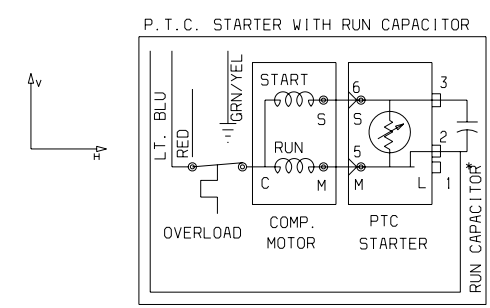 P.T.C. STARTER WITH RUN CAPACITOR
V
H
LT. BLU
RED
GRN/YEL
START
S
RUN
C
M
6
S
5
M
L
3
2
1
*
OVERLOAD
COMP.
MOTOR
PTC
STARTER
RUN CAPACITOR